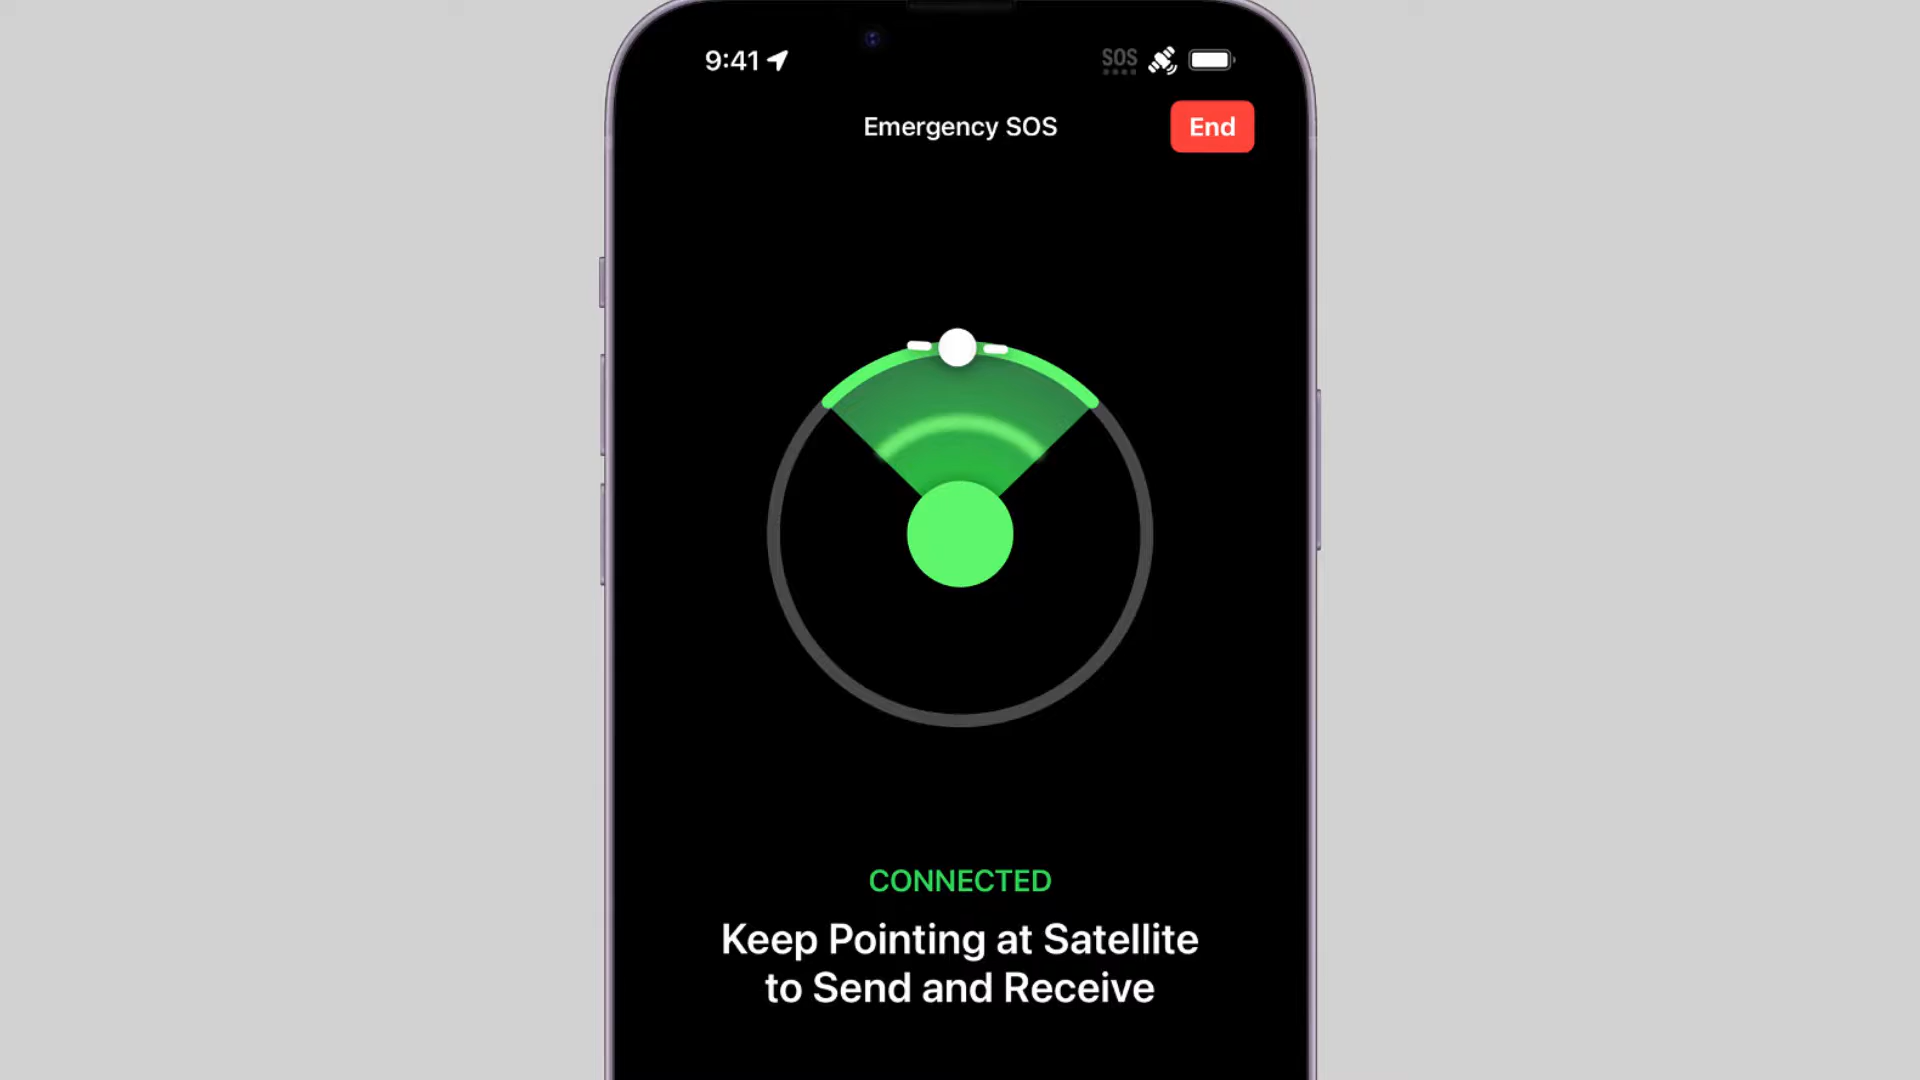 9:41
SOS
Emergency SOS
End
CONNECTED
Keep Pointing at Satellite
to Send and Receive